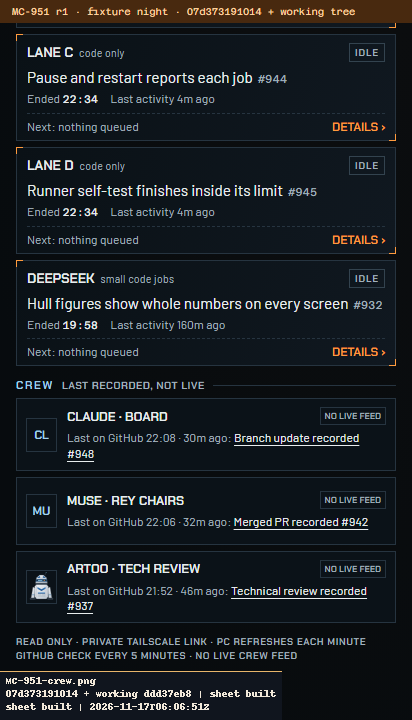 MC-951 r1 · fixture night · 07d373191014 + working tree
LANE C code only IDLE
Pause and restart reports each job #944
Ended 22:34 Last activity 4m ago
Next: nothing queued DETAILS ›
LANE D code only IDLE
Runner self-test finishes inside its limit #945
Ended 22:34 Last activity 4m ago
Next: nothing queued DETAILS ›
DEEPSEEK small code jobs IDLE
Hull figures show whole numbers on every screen #932
Ended 19:58 Last activity 160m ago
Next: nothing queued DETAILS ›
CREW LAST RECORDED, NOT LIVE
CL CLAUDE · BOARD NO LIVE FEED
Last on GitHub 22:08 · 30m ago: Branch update recorded
#948
MU MUSE · REY CHAIRS NO LIVE FEED
Last on GitHub 22:06 · 32m ago: Merged PR recorded #942
ARTOO · TECH REVIEW NO LIVE FEED
Last on GitHub 21:52 · 46m ago: Technical review recorded
#937
READ ONLY · PRIVATE TAILSCALE LINK · PC REFRESHES EACH MINUTE
GITHUB CHECK EVERY 5 MINUTES · NO LIVE CREW FEED
MC-951-crew.png
07d373191014 + working ddd37eb8 | sheet built
sheet built | 2026-11-17T06:06:51Z